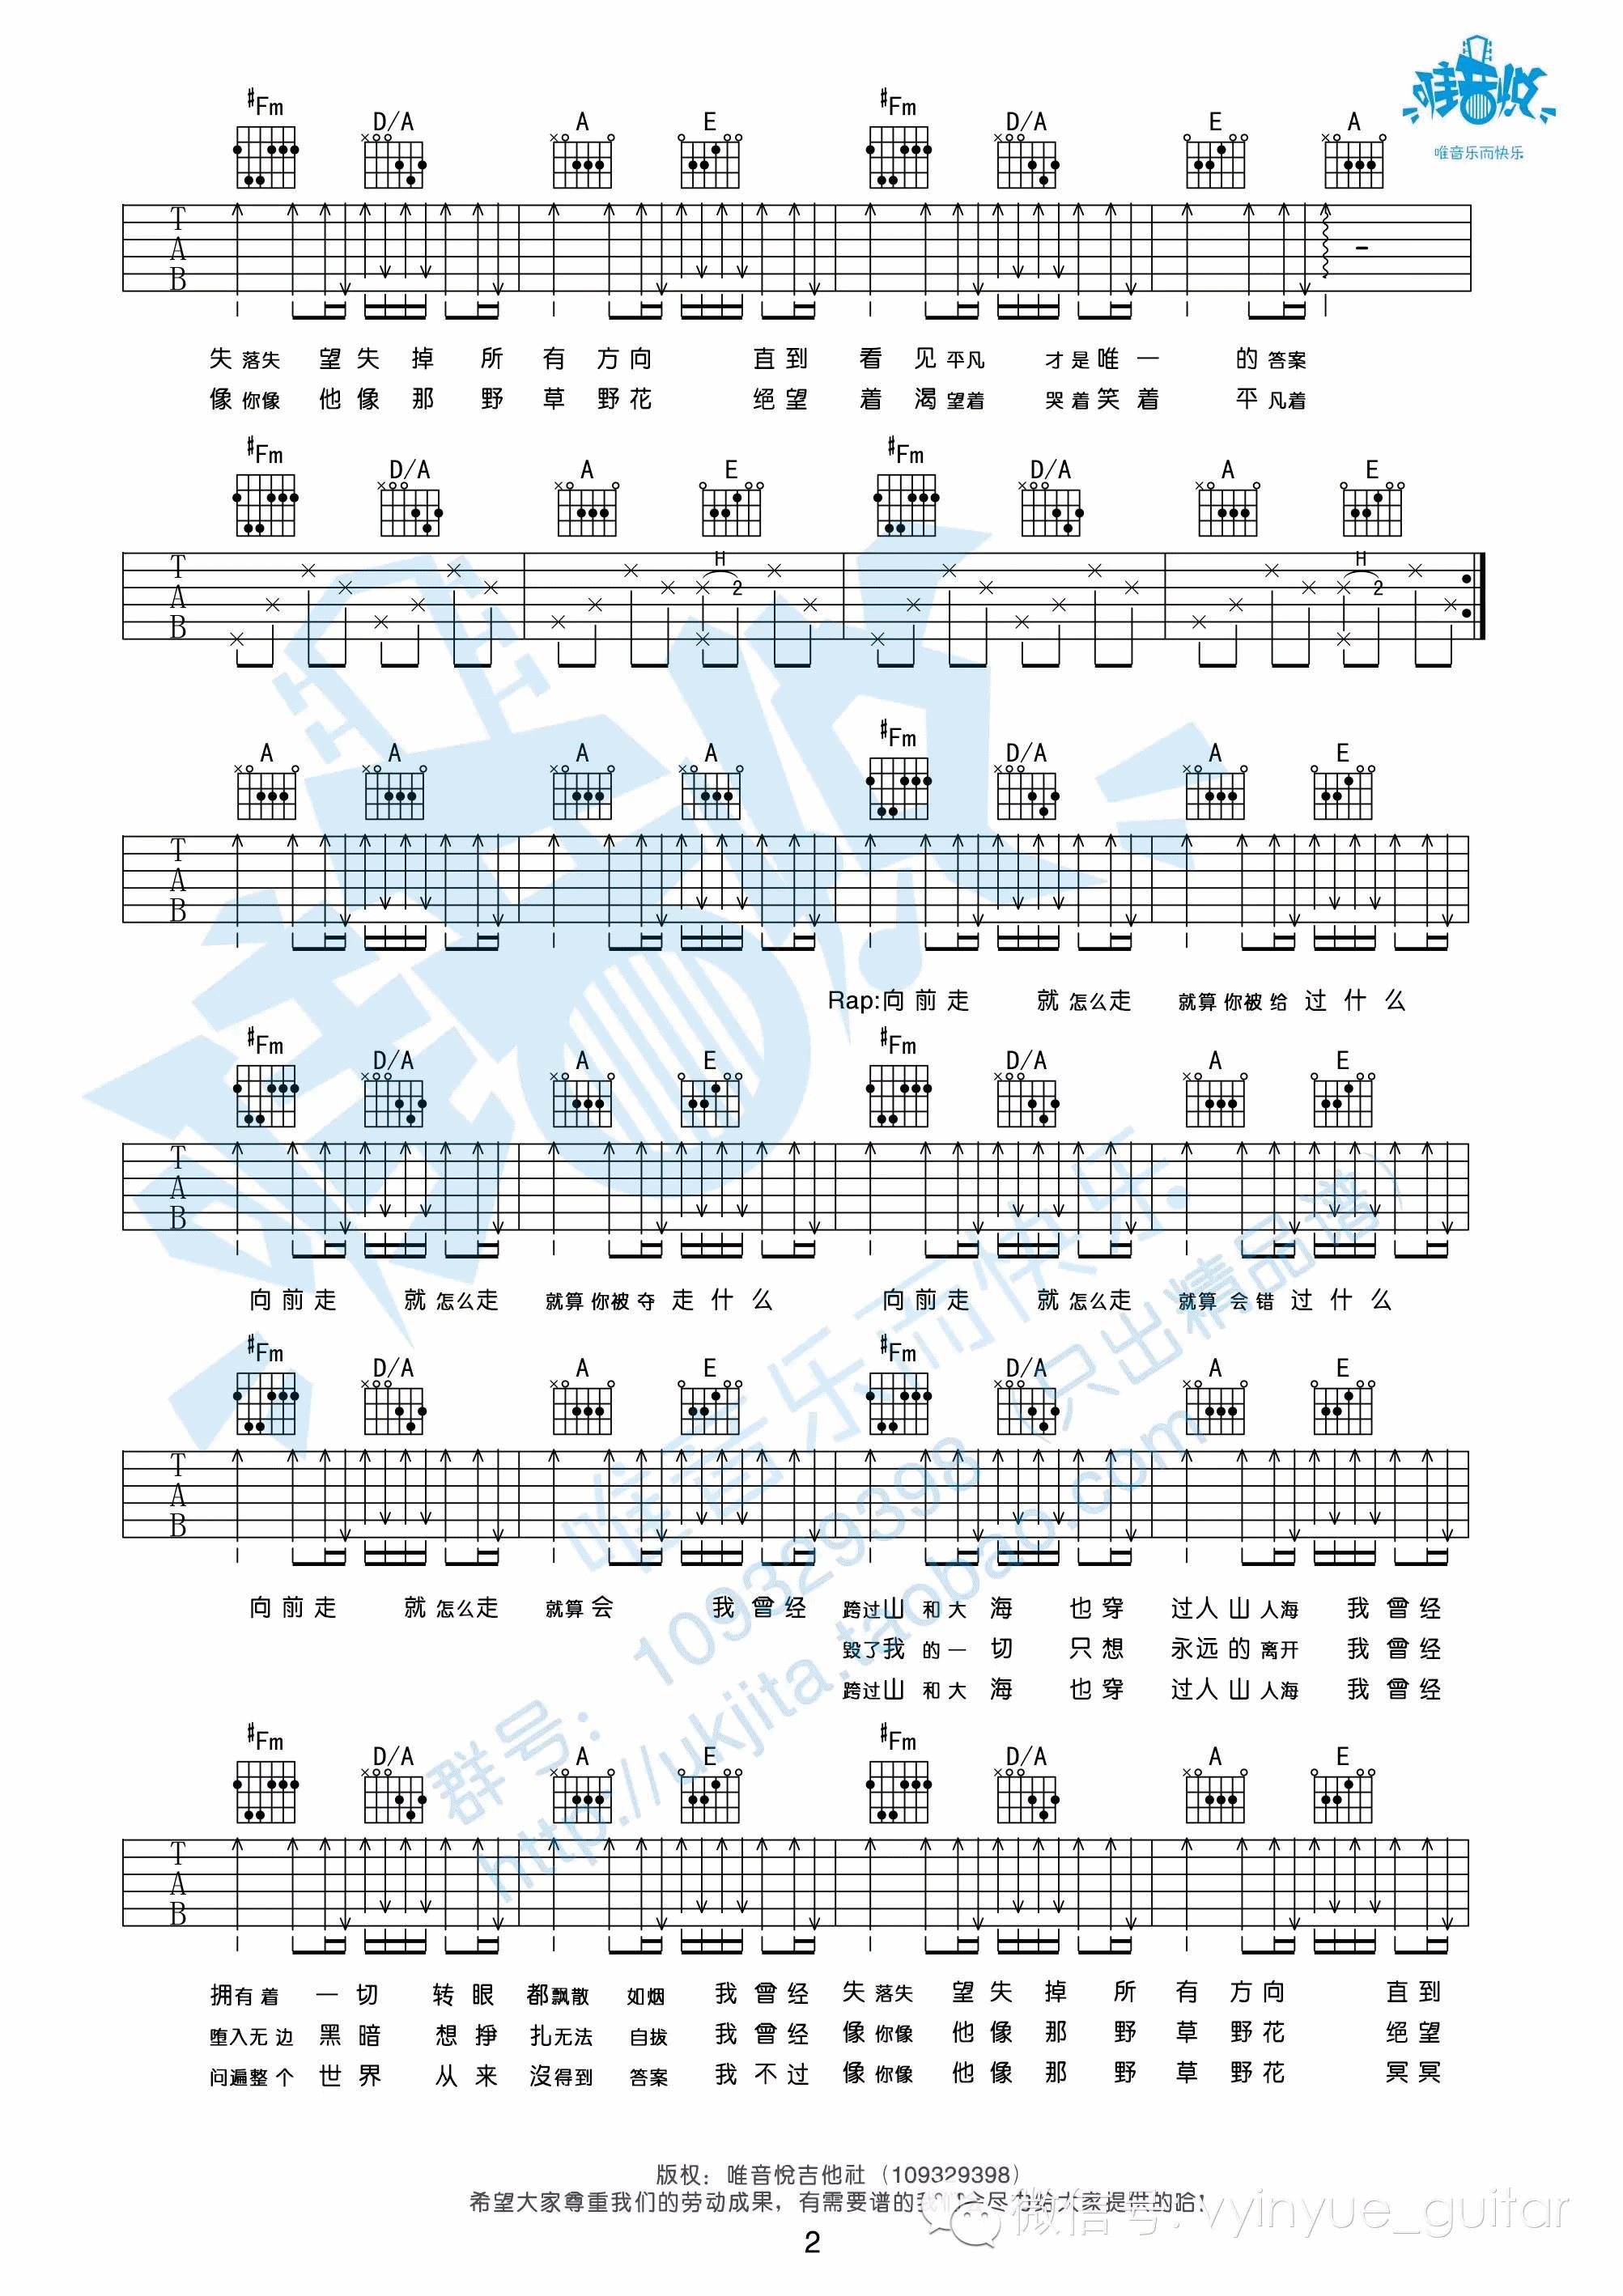 唯音悦
唯音乐而快乐
#Fm D/A A E #Fm D/A E A
T
A
B
失落失 望失 掉 所 有 方向 直到 看 见平凡 才是唯一 的答案
像你像 他像 那 野 草 野花 绝望 着 渴望着 哭着笑着 平凡着
#Fm D/A A E #Fm D/A A E
H H
T
A
B
2 2
A A A A #Fm D/A A E
T
A
B
Rap:向前走 就怎么走 就算你被给过什么
#Fm D/A A E #Fm D/A A E
T
A
B
向前走 就怎么走 就算你被夺走什么 向前走 就怎么走 就算会错过什么
#Fm D/A A E #Fm D/A A E
T
A
B
向前走 就怎么走 就算会 我曾经 跨过山 和大 海 也穿 过人山人海 我曾经
毁了我 的一 切 只想 永远的离开 我曾经
跨过山 和大 海 也穿 过人山人海 我曾经
#Fm D/A A E #Fm D/A A E
T
A
B
拥有着 一切 转眼 都飘散 如烟 我曾经 失落失 望失 掉 所 有 方向 直到
堕入无边 黑暗 想挣 扎无法 自拔 我曾经 像你像 他像 那 野 草 野花 绝望
问遍整个 世界 从来 沒得到 答案 我不过 像你像 他像 那 野 草 野花 冥冥
唯音乐而快乐
群号：109329398（只出精品谱）
http://ukjita.taobao.com
版权：唯音悦吉他社（109329398）
希望大家尊重我们的劳动成果，有需要谱的我们会尽力给大家提供的哈！
微信号: vyinyue_guitar
2